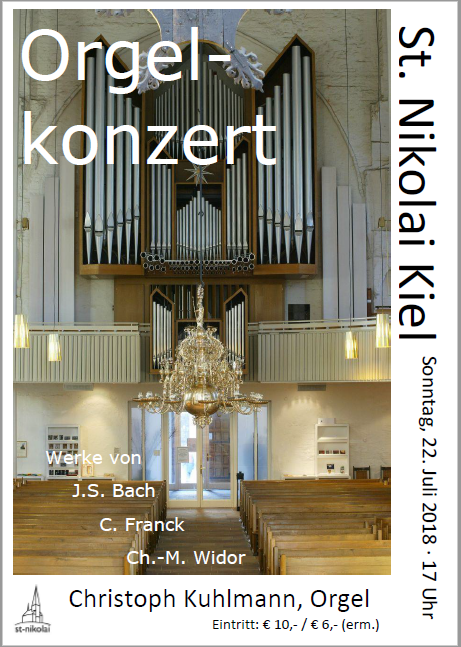 Orgel-
konzert
St. Nikolai Kiel
Sonntag, 22. Juli 2018 · 17 Uhr
Werke von
J.S. Bach
C. Franck
Ch.-M. Widor
Christoph Kuhlmann, Orgel
Eintritt: € 10,- / € 6,- (erm.)
st-nikolai